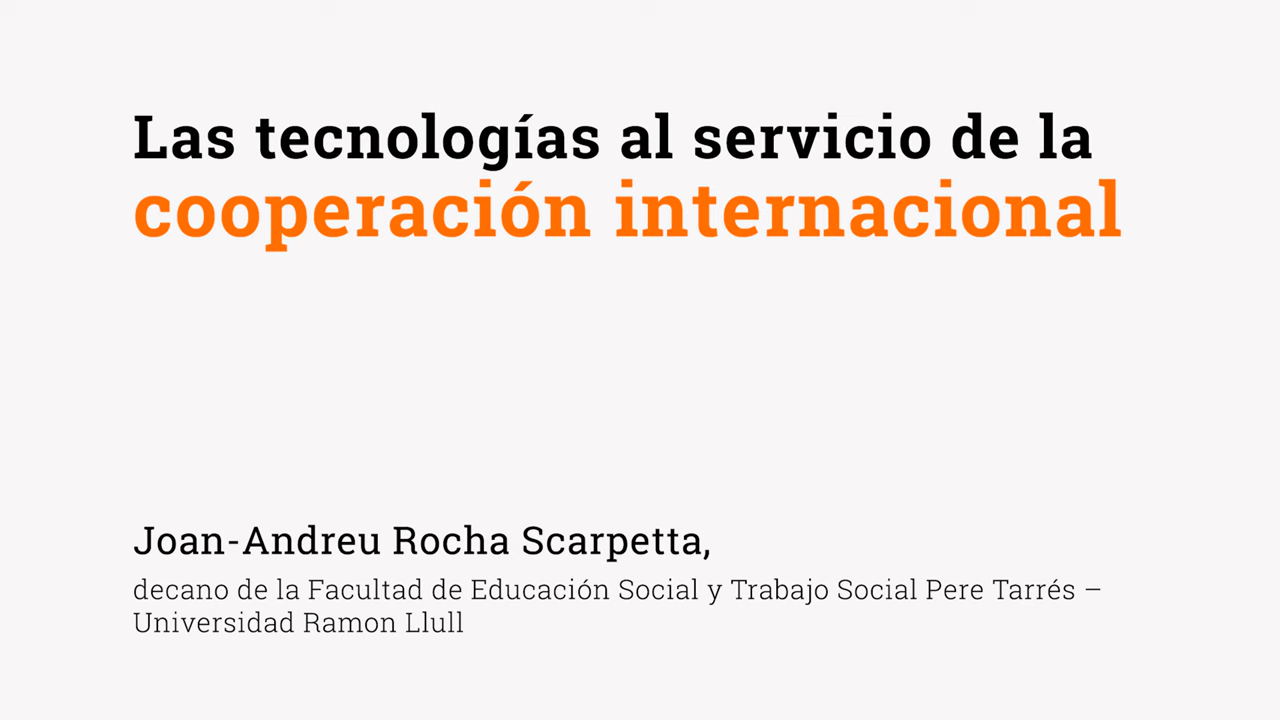 Las tecnologías al servicio de la
cooperación internacional
Joan-Andreu Rocha Scarpetta,
decano de la Facultad de Educación Social y Trabajo Social Pere Tarrés –
Universidad Ramon Llull